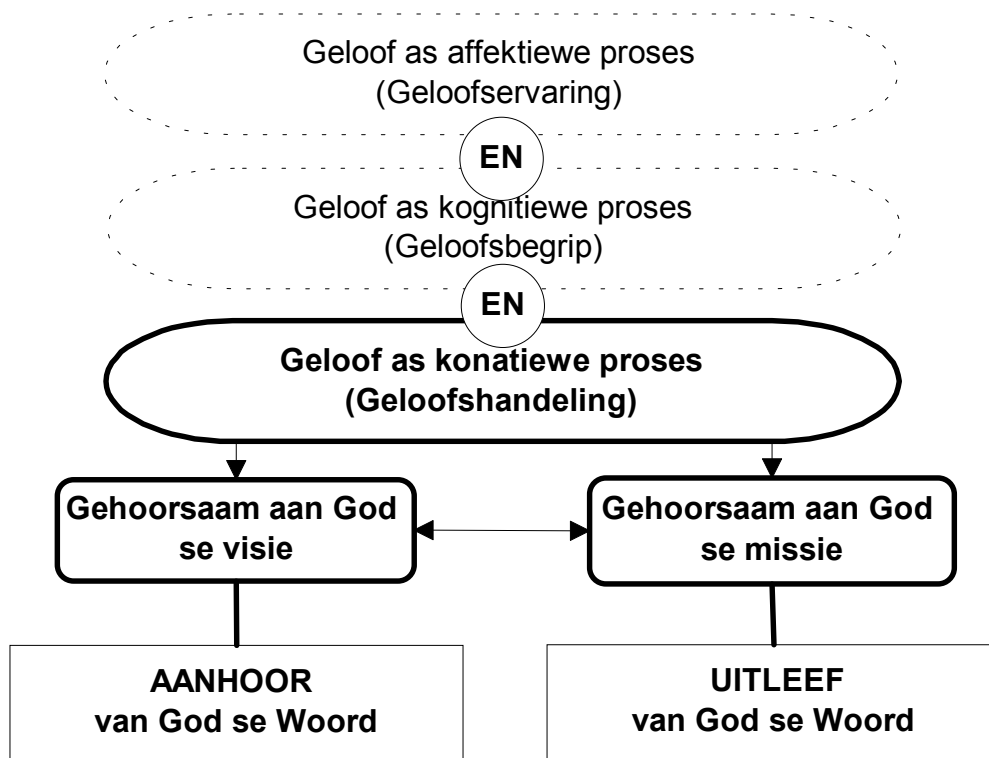 Geloof as affektiewe proses
(Geloofservaring)
EN
Geloof as kognitiewe proses
(Geloofsbegrip)
EN
Geloof as konatiewe proses
(Geloofshandeling)
Gehoorsaam aan God
se visie
Gehoorsaam aan God
se missie
AANHOOR
van God se Woord
UITLEEF
van God se Woord